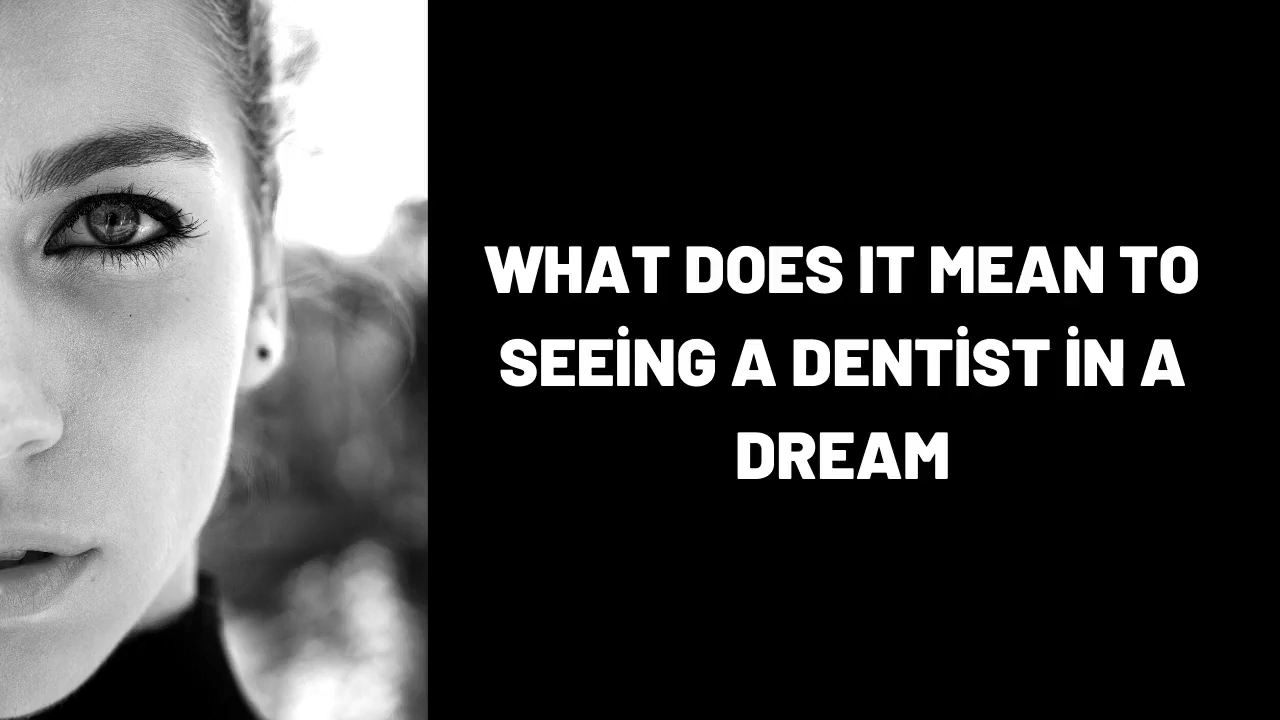 WHAT DOES IT MEAN TO
SEEİNG A DENTİST İN A
DREAM